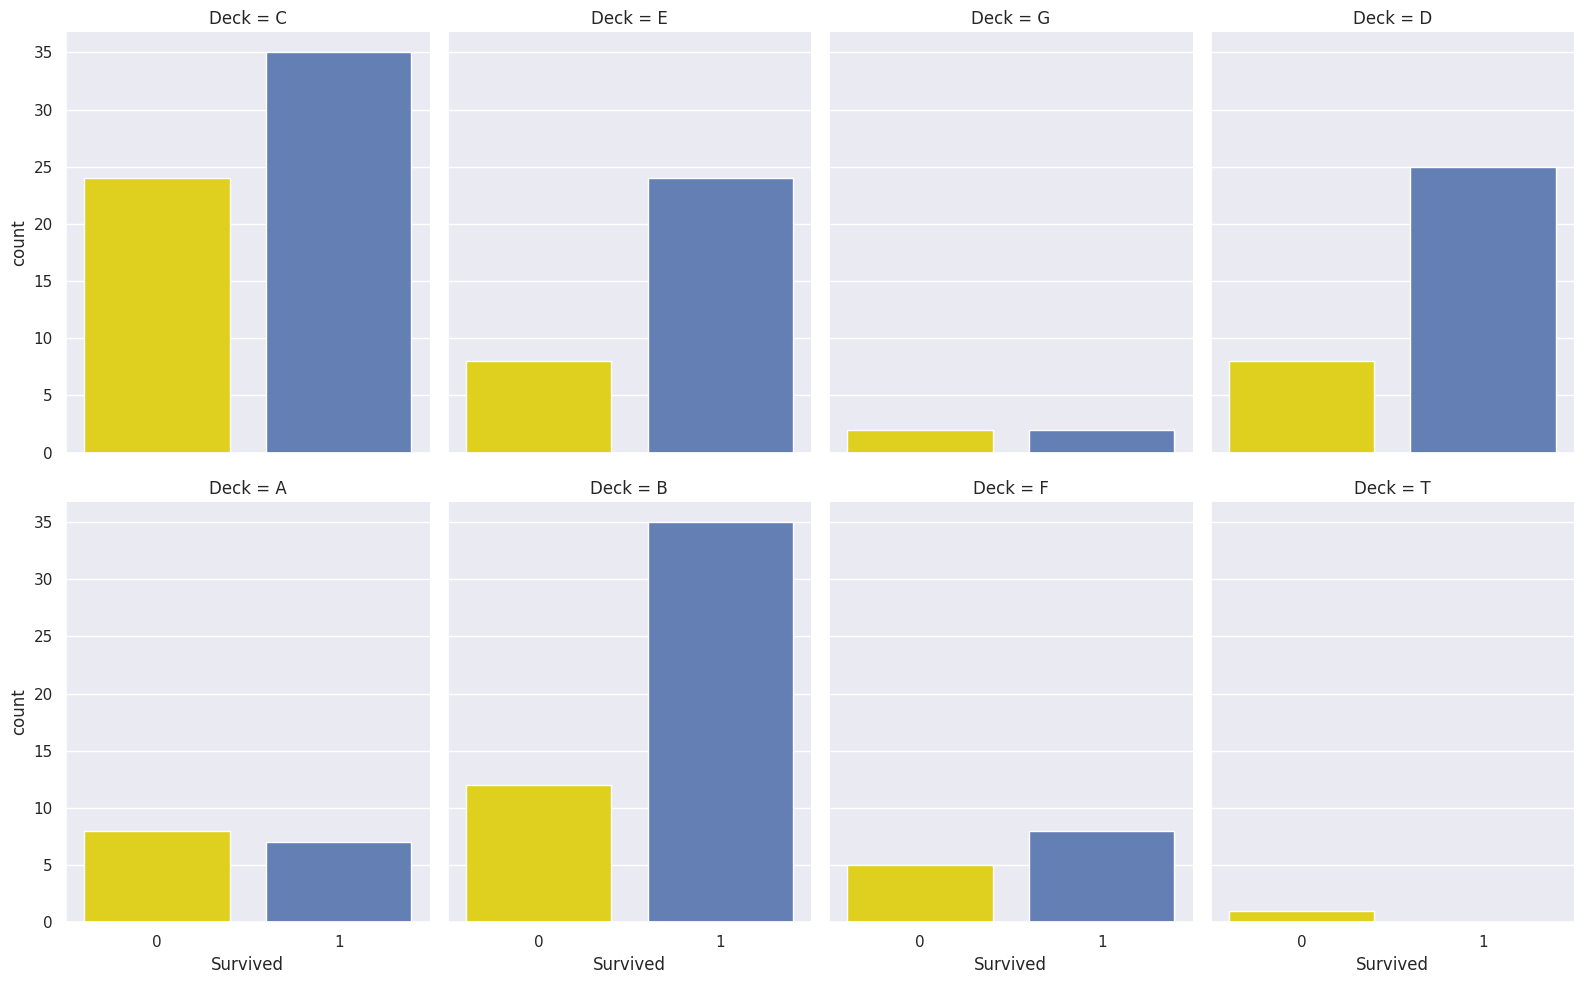 Deck = C
Deck = E
Deck = G
Deck = D
35
30
25
20
15
10
5
0
count
Deck = A
Deck = B
Deck = F
Deck = T
35
30
25
20
15
10
5
0
count
0 1
0 1
0 1
0 1
Survived
Survived
Survived
Survived